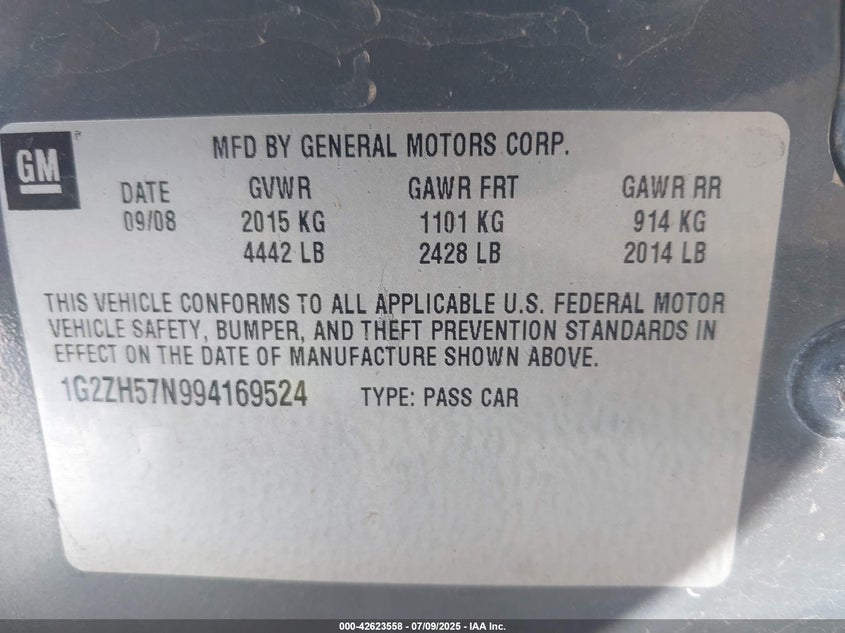 GM
MFD BY GENERAL MOTORS CORP.
DATE GVWR GAWR FRT GAWR RR
09/08 2015 KG 1101 KG 914 KG
4442 LB 2428 LB 2014 LB
THIS VEHICLE CONFORMS TO ALL APPLICABLE U.S. FEDERAL MOTOR
VEHICLE SAFETY, BUMPER, AND THEFT PREVENTION STANDARDS IN
EFFECT ON THE DATE OF MANUFACTURE SHOWN ABOVE.
1G2ZH57N994169524 TYPE: PASS CAR
000-42623558 - 07/09/2025 - IAA Inc.